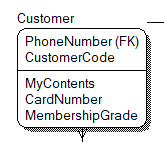 Customer
PhoneNumber (FK)
CustomerCode
MyContents
CardNumber
MembershipGrade